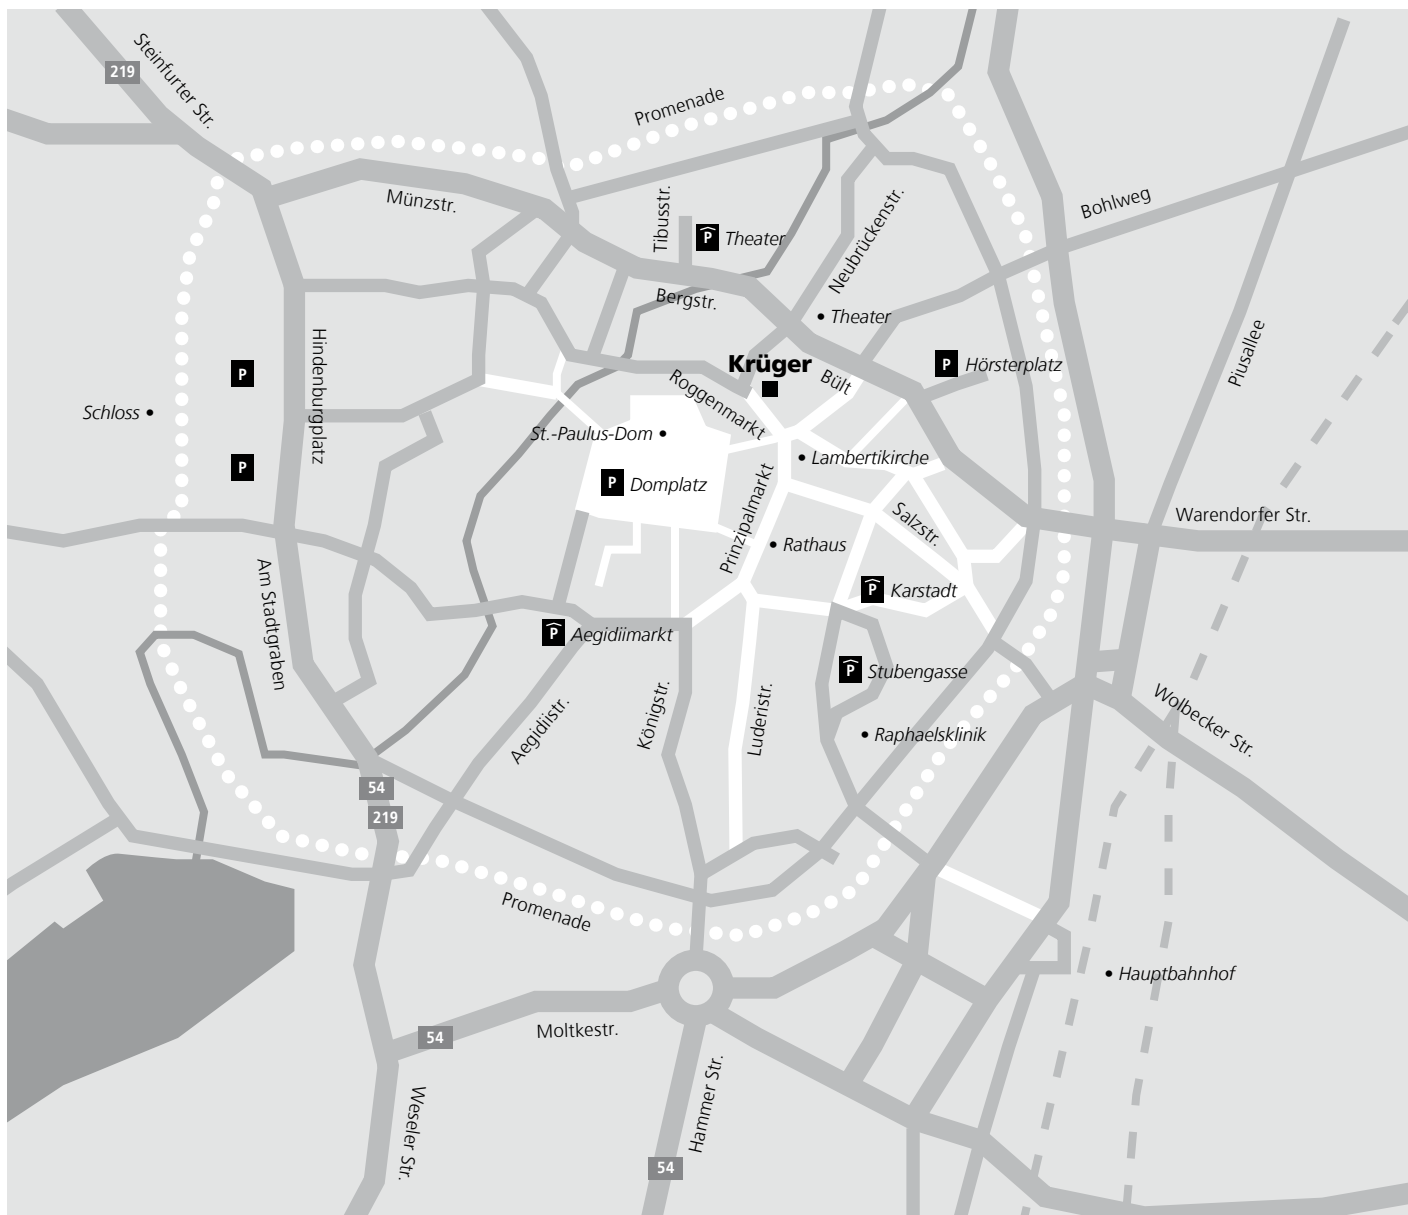 Steinfurter Str.
219
Promenade
Münzstr.
Tibusstr.
P Theater
Neubrückenstr.
Bohlweg
Bergstr.
Theater
Hindenburgplatz
P
Krüger
Bült
P Hörsterplatz
Piusallee
Roggenmarkt
Schloss
St.-Paulus-Dom
Lambertikirche
P
P Domplatz
Prinzipalmarkt
Salzstr.
Warendorfer Str.
Rathaus
Am Stadtgraben
P Karstadt
P Aegidiimarkt
P Stubengasse
Aegidiistr.
Königstr.
Luderistr.
Raphaelsklinik
Wolbecker Str.
54
219
Promenade
Hauptbahnhof
54
Moltkestr.
Weseler Str.
Hammer Str.
54